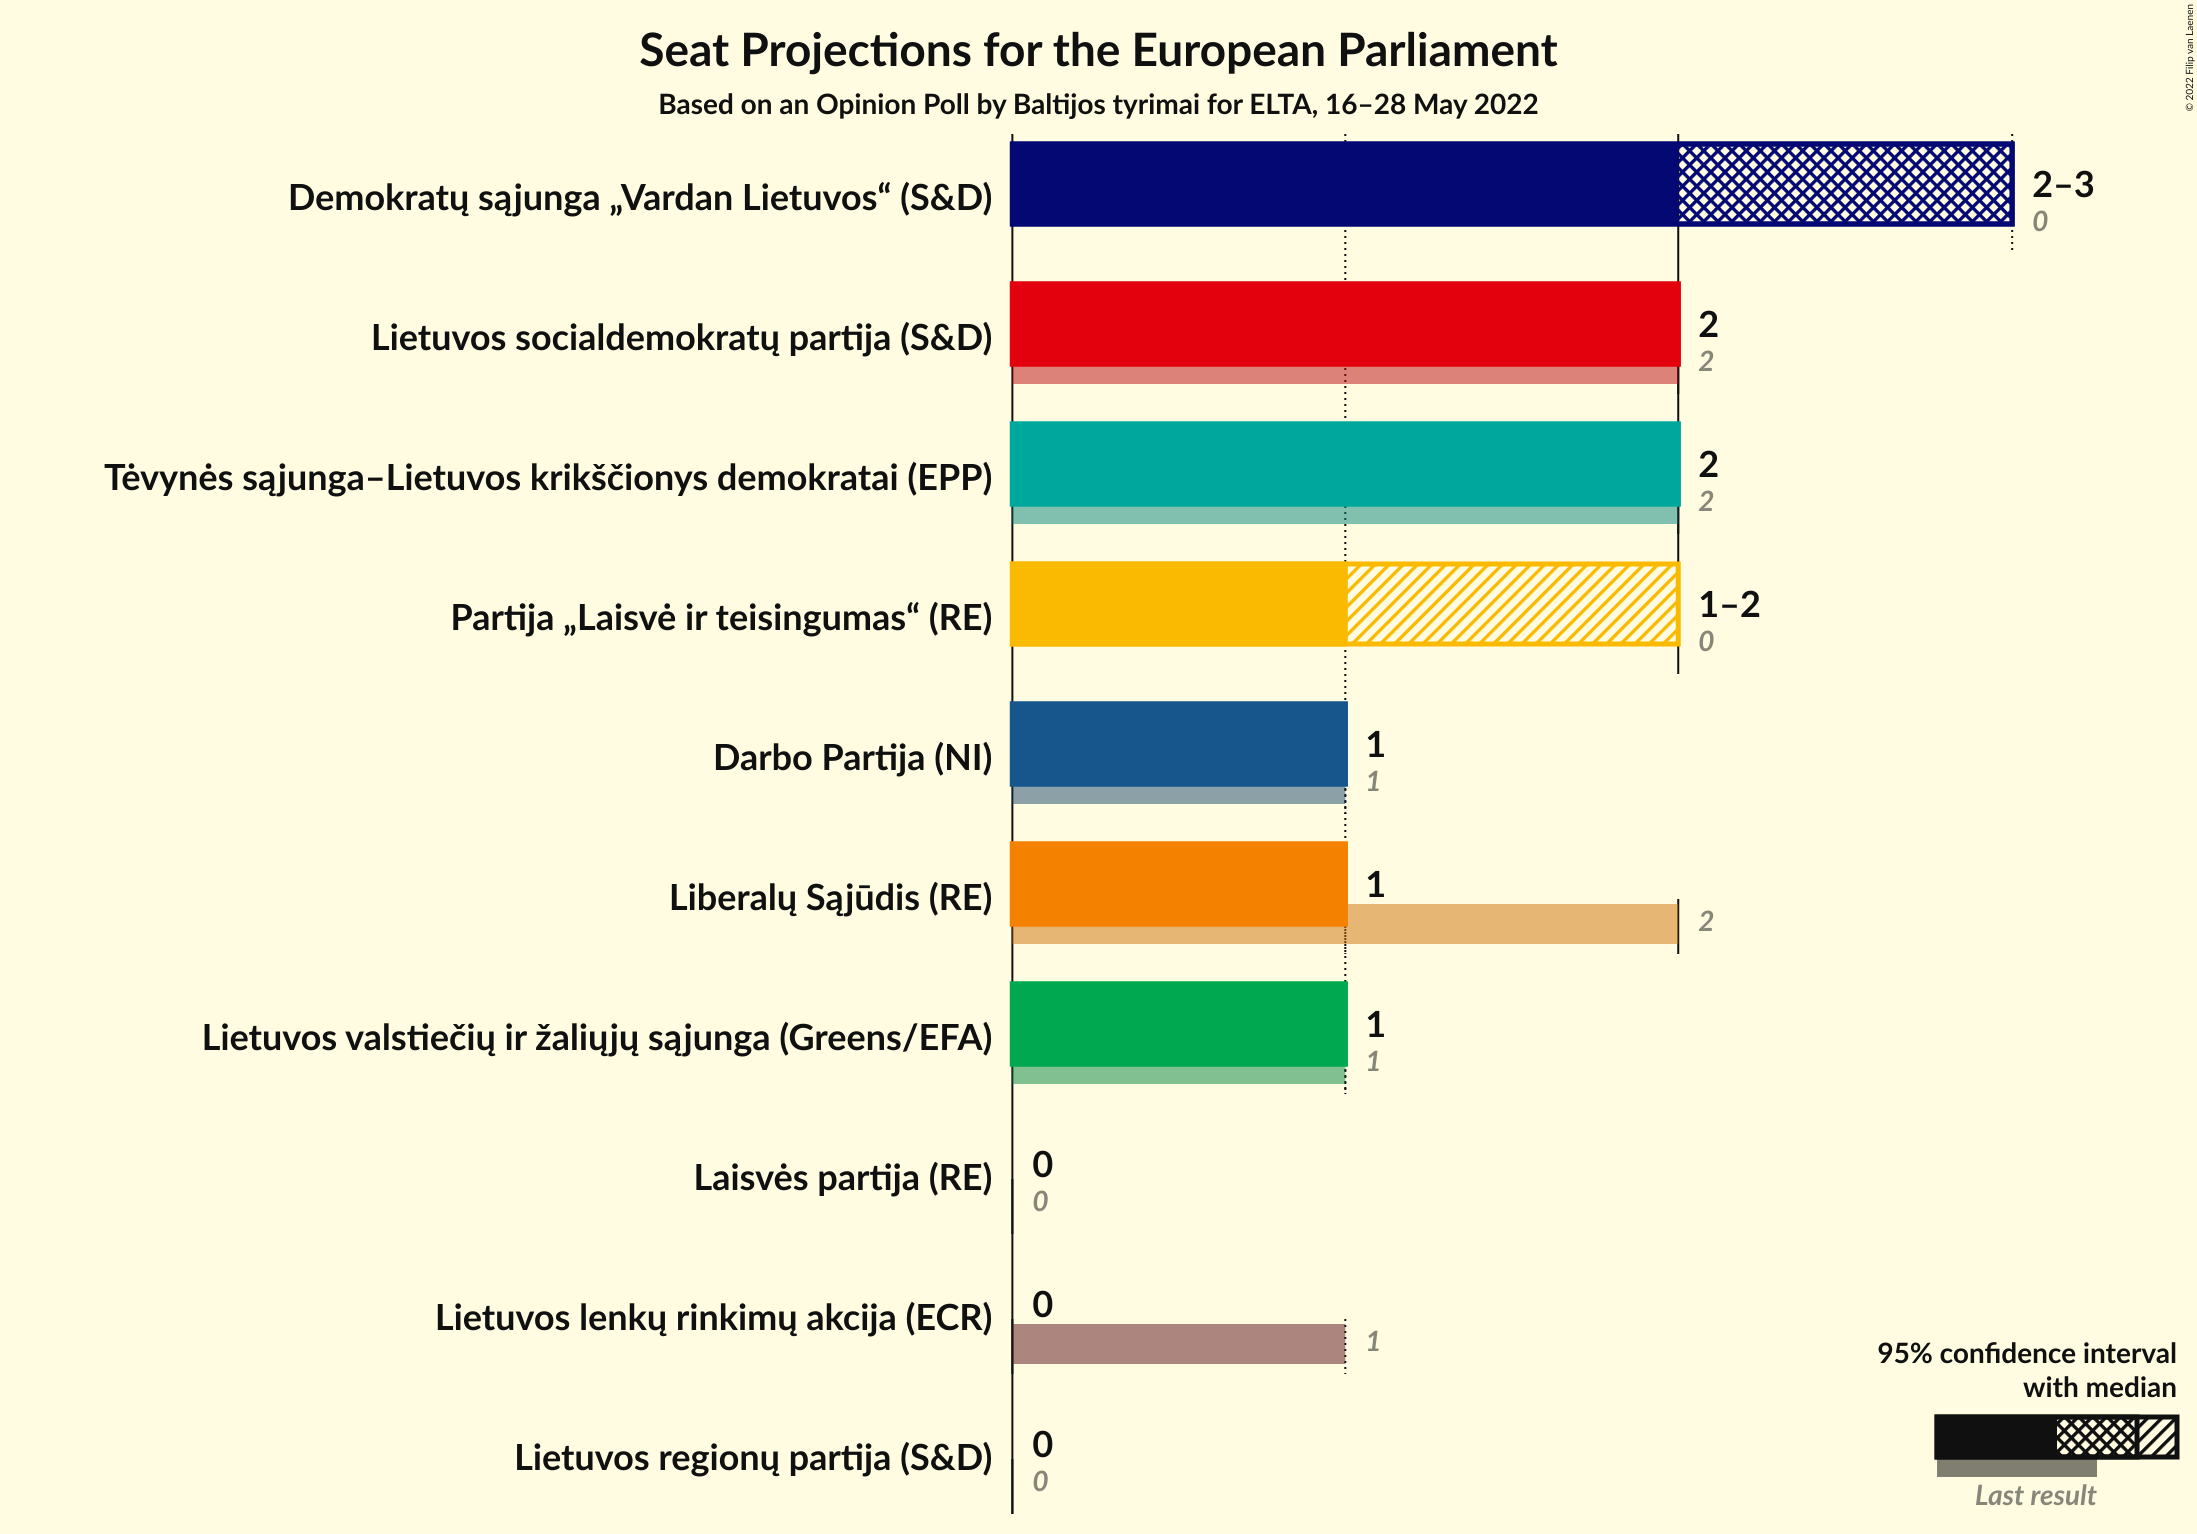 Seat Projections for the European Parliament
Based on an Opinion Poll by Baltijos tyrimai for ELTA, 16–28 May 2022
© 2022 Filip van Laenen
Demokratų sąjunga „Vardan Lietuvos“ (S&D)
2–3
0
Lietuvos socialdemokratų partija (S&D)
2
2
Tėvynės sąjunga–Lietuvos krikščionys demokratai (EPP)
2
2
Partija „Laisvė ir teisingumas“ (RE)
1–2
0
Darbo Partija (NI)
1
1
Liberalų Sąjūdis (RE)
1
2
Lietuvos valstiečių ir žaliųjų sąjunga (Greens/EFA)
1
1
Laisvės partija (RE)
0
0
Lietuvos lenkų rinkimų akcija (ECR)
0
1
Lietuvos regionų partija (S&D)
0
0
95% confidence interval
with median
Last result